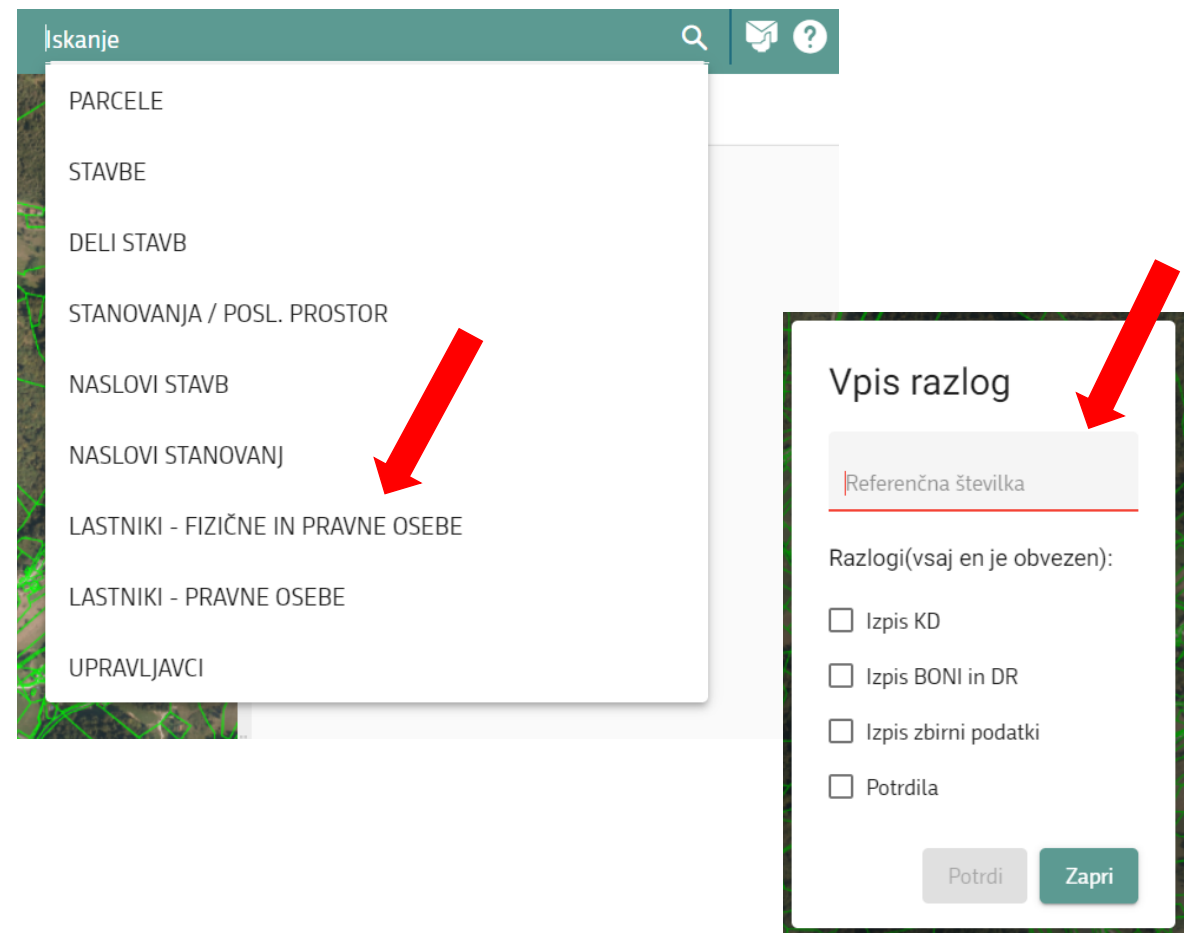 Iskanje
PARCELE
STAVBE
DELI STAVB
STANOVANJA / POSL. PROSTOR
NASLOVI STAVB
NASLOVI STANOVANJ
LASTNIKI - FIZIČNE IN PRAVNE OSEBE
LASTNIKI - PRAVNE OSEBE
UPRAVLJAVCI
Vpis razlog
Referenčna številka
Razlogi(vsaj en je obvezen):
Izpis KD
Izpis BONI in DR
Izpis zbirni podatki
Potrdila
Potrdi Zapri